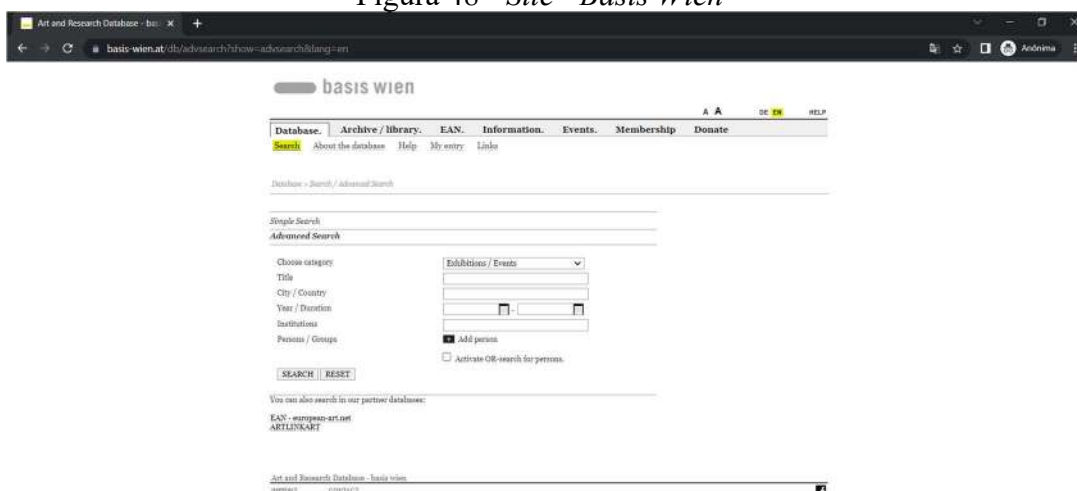 Figura 48 - Site - Basis Wien
Art and Research Database - bas
basis-wien.at/db/advsearch?show=advsearch&lang=en
Anônima
basis wien
A A DE EN HELP
Database. Archive / library. EAN. Information. Events. Membership Donate
Search About the database Help My entry Links
Database > Search / Advanced Search
Simple Search
Advanced Search
Choose category Exhibitions / Events
Title
City / Country
Year / Duration -
Institutions
Persons / Groups + Add person
Activate OR-search for persons.
SEARCH RESET
You can also search in our partner databases:
EAN - european-art.net
ARTLINKART
Art and Research Database - basis wien
CONTACT